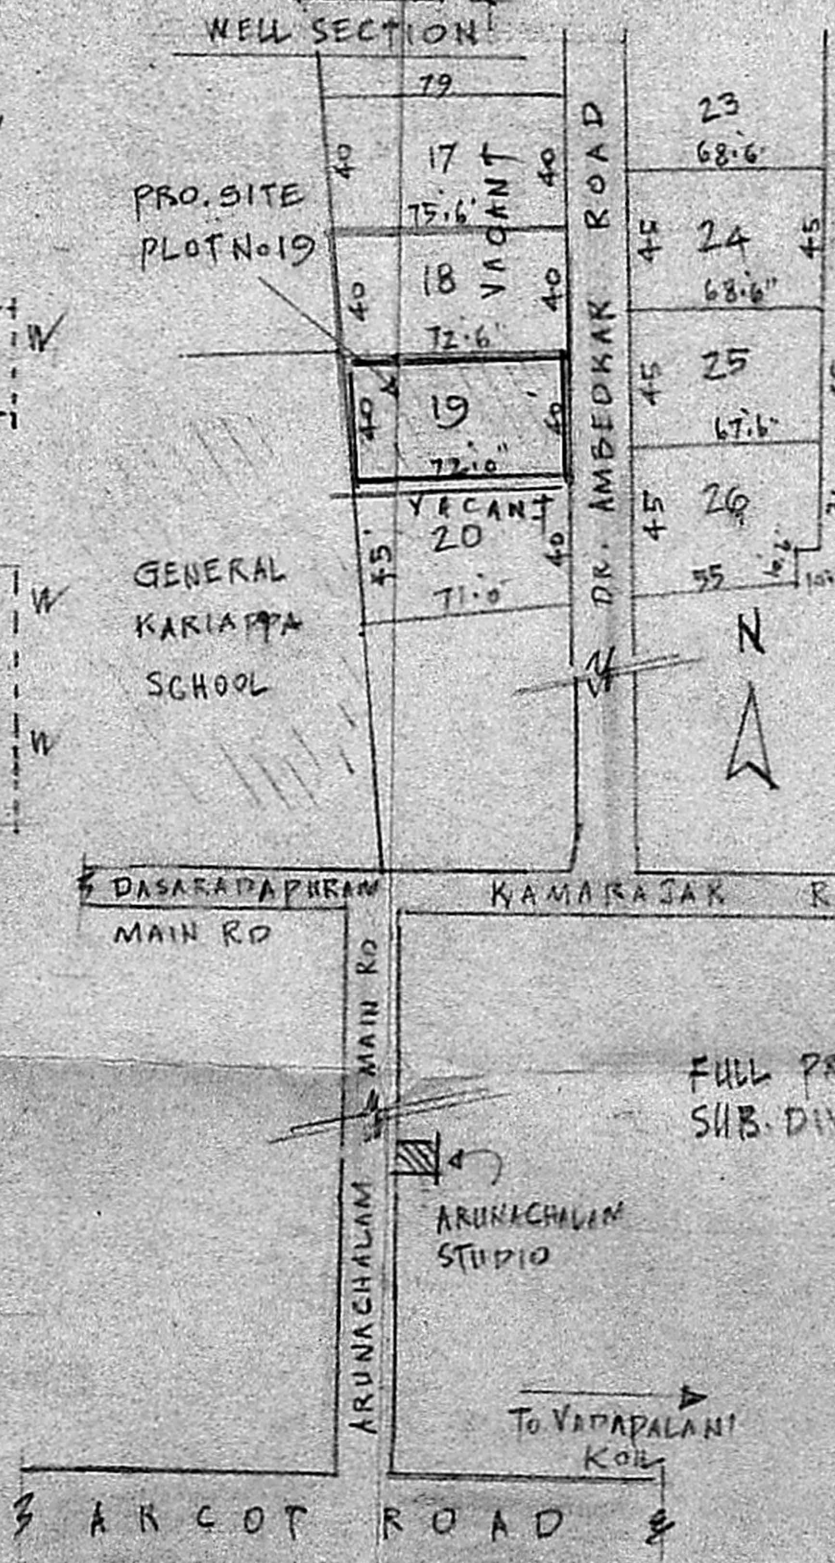 WELL SECTION
79
23
40
17
40
68.6'
PRO. SITE
PLOT No 19
75.6'
VACANT
45
24
45
18
40
40
68.6"
72.6"
25
45
W
40
19
40
67.6"
72.0"
VACANT
45
26
45'
20
40
71.0'
55
10.6"
DR. AMBEDKAR ROAD
GENERAL
KARIAPPA
SCHOOL
W
W
N
DASARADAPURAM
MAIN RD
KAMARAJAR R
ARUNACHALAM MAIN RD
FULL PR
SUB. DI
ARUNACHALAM
STUDIO
To VADAPALANI
KOIL
ARCOT ROAD